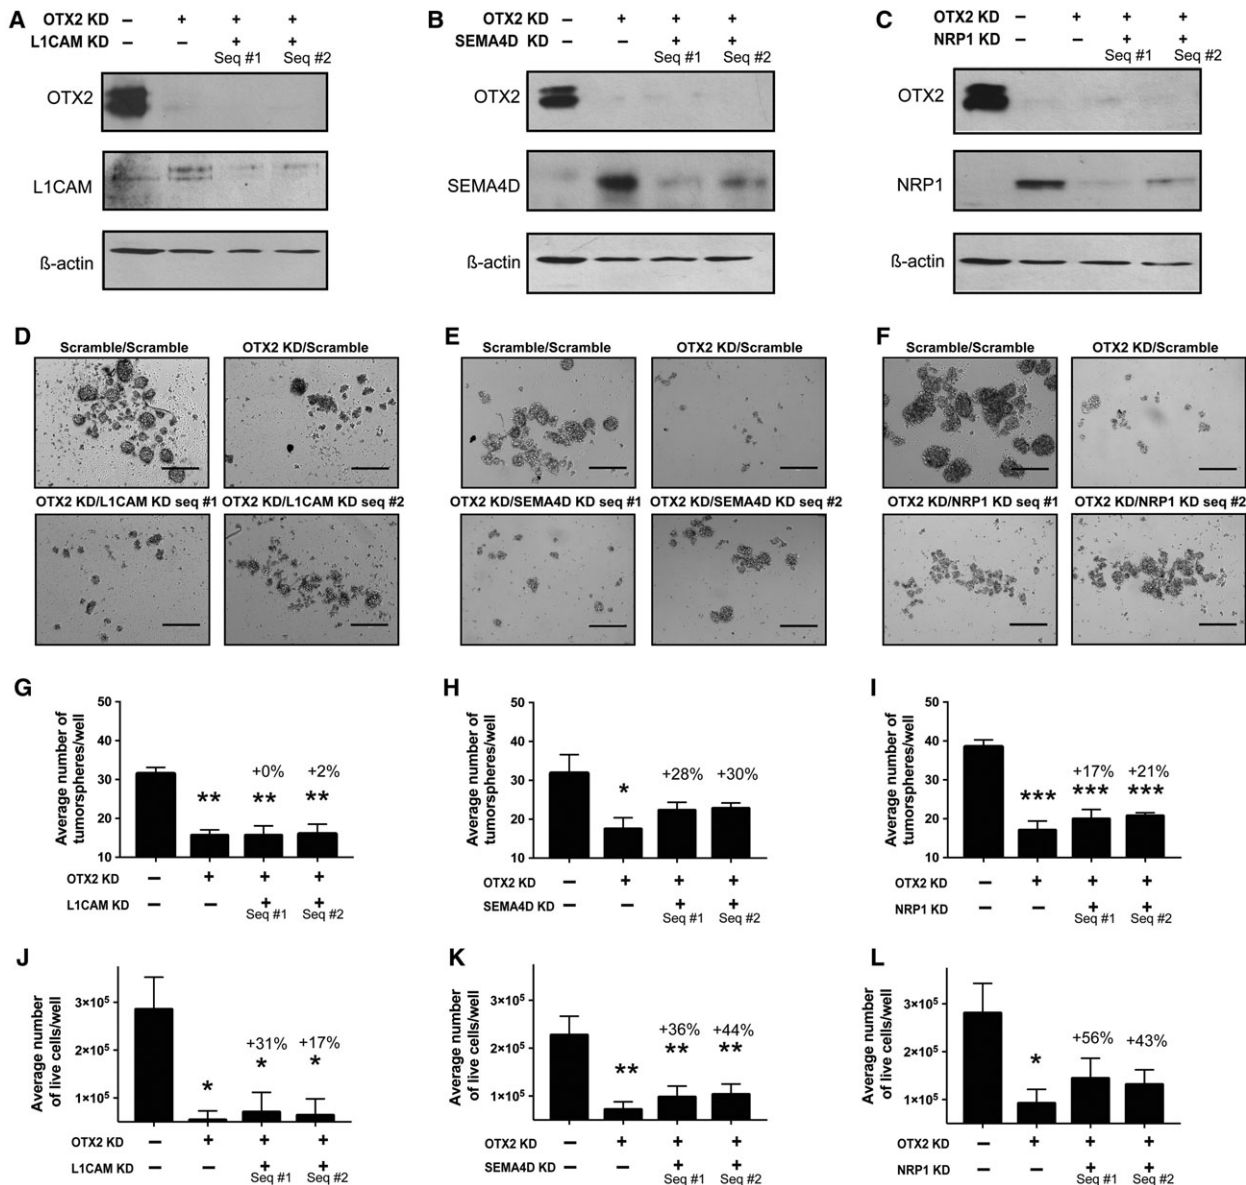 A
OTX2 KD – + + +
L1CAM KD – – + +
Seq #1 Seq #2
OTX2
L1CAM
ß-actin
B
OTX2 KD – + + +
SEMA4D KD – – + +
Seq #1 Seq #2
OTX2
SEMA4D
ß-actin
C
OTX2 KD – + + +
NRP1 KD – – + +
Seq #1 Seq #2
OTX2
NRP1
ß-actin
D
Scramble/Scramble OTX2 KD/Scramble
OTX2 KD/L1CAM KD seq #1 OTX2 KD/L1CAM KD seq #2
E
Scramble/Scramble OTX2 KD/Scramble
OTX2 KD/SEMA4D KD seq #1 OTX2 KD/SEMA4D KD seq #2
F
Scramble/Scramble OTX2 KD/Scramble
OTX2 KD/NRP1 KD seq #1 OTX2 KD/NRP1 KD seq #2
G
Average number of
tumorspheres/well
50
40
30
20
10
+0% +2%
** ** **
OTX2 KD – + + +
L1CAM KD – – + +
Seq #1 Seq #2
H
Average number of
tumorspheres/well
50
40
30
20
10
+28% +30%
*
OTX2 KD – + + +
SEMA4D KD – – + +
Seq #1 Seq #2
I
Average number of
tumorspheres/well
50
40
30
20
10
+17% +21%
*** *** ***
OTX2 KD – + + +
NRP1 KD – – + +
Seq #1 Seq #2
J
Average number
of live cells/well
3×10⁵
2×10⁵
1×10⁵
+31% +17%
* * *
OTX2 KD – + + +
L1CAM KD – – + +
Seq #1 Seq #2
K
Average number
of live cells/well
3×10⁵
2×10⁵
1×10⁵
+36% +44%
** ** **
OTX2 KD – + + +
SEMA4D KD – – + +
Seq #1 Seq #2
L
Average number
of live cells/well
3×10⁵
2×10⁵
1×10⁵
+56% +43%
*
OTX2 KD – + + +
NRP1 KD – – + +
Seq #1 Seq #2